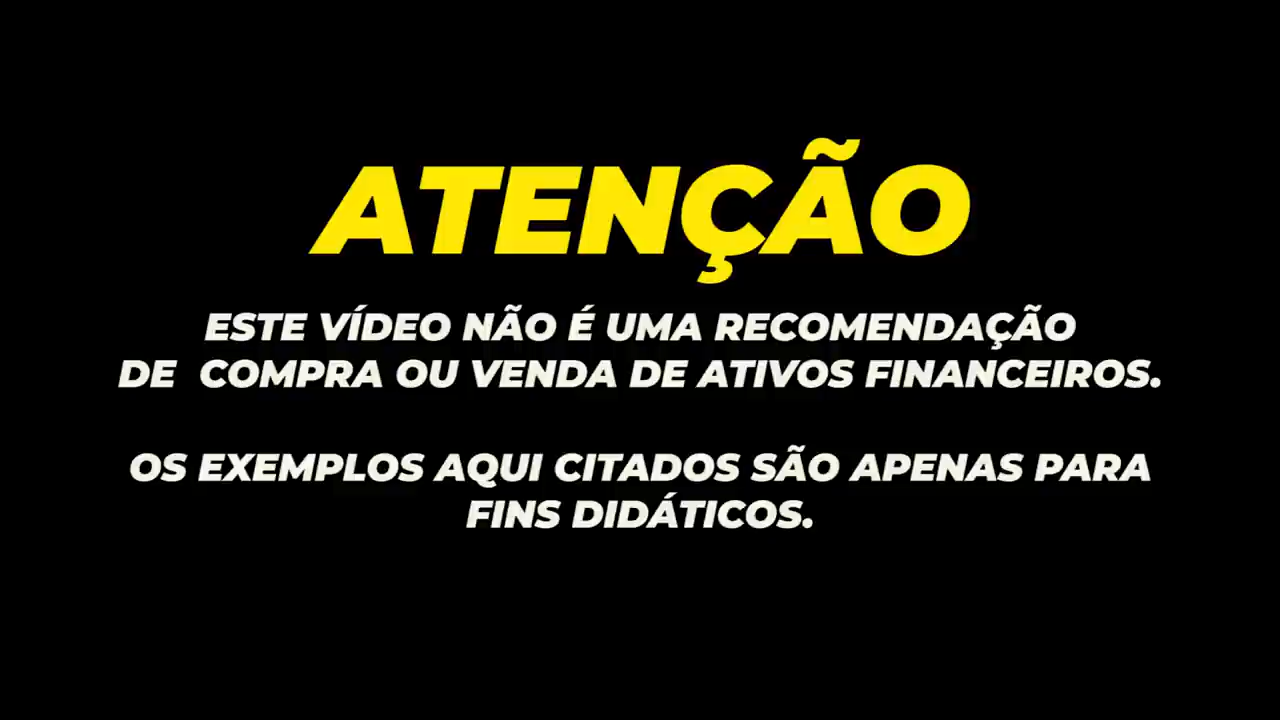 ATENÇÃO
ESTE VÍDEO NÃO É UMA RECOMENDAÇÃO
DE COMPRA OU VENDA DE ATIVOS FINANCEIROS.
OS EXEMPLOS AQUI CITADOS SÃO APENAS PARA
FINS DIDÁTICOS.